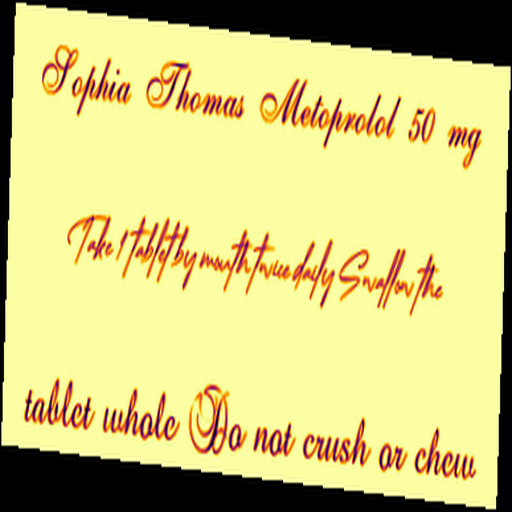 Sophia Thomas Metoprolol 50 mg
Take 1 tablet by mouth twice daily Swallow the
tablet whole Do not crush or chew